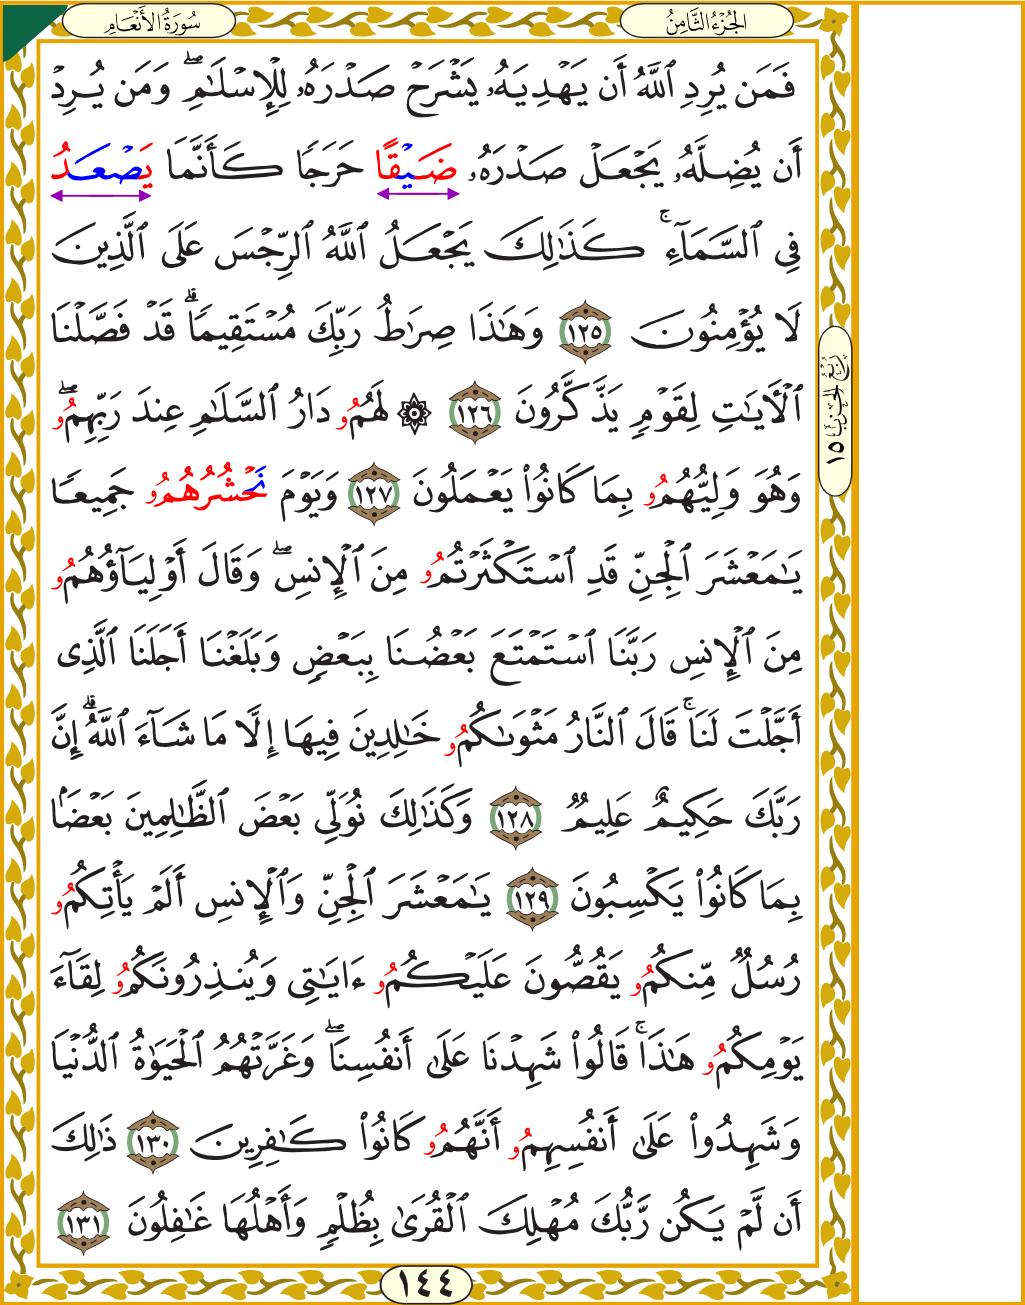 سُورَةُ الأَنْعَامِ
الجُزْءُ الثَّامِنُ
فَمَن يُرِدِ ٱللَّهُ أَن يَهْدِيَهُۥ يَشْرَحْ صَدْرَهُۥ لِلْإِسْلَٰمِۖ وَمَن يُرِدْ
أَن يُضِلَّهُۥ يَجْعَلْ صَدْرَهُۥ ضَيْقًا حَرَجًا كَأَنَّمَا يَصْعَدُ
فِى ٱلسَّمَآءِۚ كَذَٰلِكَ يَجْعَلُ ٱللَّهُ ٱلرِّجْسَ عَلَى ٱلَّذِينَ
لَا يُؤْمِنُونَ ١٢٥ وَهَٰذَا صِرَٰطُ رَبِّكَ مُسْتَقِيمًاۗ قَدْ فَصَّلْنَا
ٱلْأَيَٰتِ لِقَوْمٍ يَذَّكَّرُونَ ١٢٦ ۞ لَهُمُۥ دَارُ ٱلسَّلَٰمِ عِندَ رَبِّهِمُۥۖ
وَهُوَ وَلِيُّهُمُۥ بِمَا كَانُوا۟ يَعْمَلُونَ ١٢٧ وَيَوْمَ نَحْشُرُهُمُۥ جَمِيعًا
يَٰمَعْشَرَ ٱلْجِنِّ قَدِ ٱسْتَكْثَرْتُمُۥ مِنَ ٱلْإِنسِۖ وَقَالَ أَوْلِيَآؤُهُمُۥ
مِنَ ٱلْإِنسِ رَبَّنَا ٱسْتَمْتَعَ بَعْضُنَا بِبَعْضٍ وَبَلَغْنَا أَجَلَنَا ٱلَّذِى
أَجَّلْتَ لَنَاۚ قَالَ ٱلنَّارُ مَثْوَىٰكُمُۥ خَٰلِدِينَ فِيهَا إِلَّا مَا شَآءَ ٱللَّهُۗ إِنَّ
رَبَّكَ حَكِيمٌ عَلِيمٌ ١٢٨ وَكَذَٰلِكَ نُوَلِّى بَعْضَ ٱلظَّٰلِمِينَ بَعْضًۢا
بِمَا كَانُوا۟ يَكْسِبُونَ ١٢٩ يَٰمَعْشَرَ ٱلْجِنِّ وَٱلْإِنسِ أَلَمْ يَأْتِكُمُۥ
رُسُلٌ مِّنكُمُۥ يَقُصُّونَ عَلَيْكُمُۥ ءَايَٰتِى وَيُنذِرُونَكُمُۥ لِقَآءَ
يَوْمِكُمُۥ هَٰذَاۚ قَالُوا۟ شَهِدْنَا عَلَىٰ أَنفُسِنَاۖ وَغَرَّتْهُمُ ٱلْحَيَوٰةُ ٱلدُّنْيَا
وَشَهِدُوا۟ عَلَىٰ أَنفُسِهِمُۥ أَنَّهُمُۥ كَانُوا۟ كَٰفِرِينَ ١٣٠ ذَٰلِكَ
أَن لَّمْ يَكُن رَّبُّكَ مُهْلِكَ ٱلْقُرَىٰ بِظُلْمٍ وَأَهْلُهَا غَٰفِلُونَ ١٣١
رُبْعُ الحِزْبِ ١٥
١٤٤